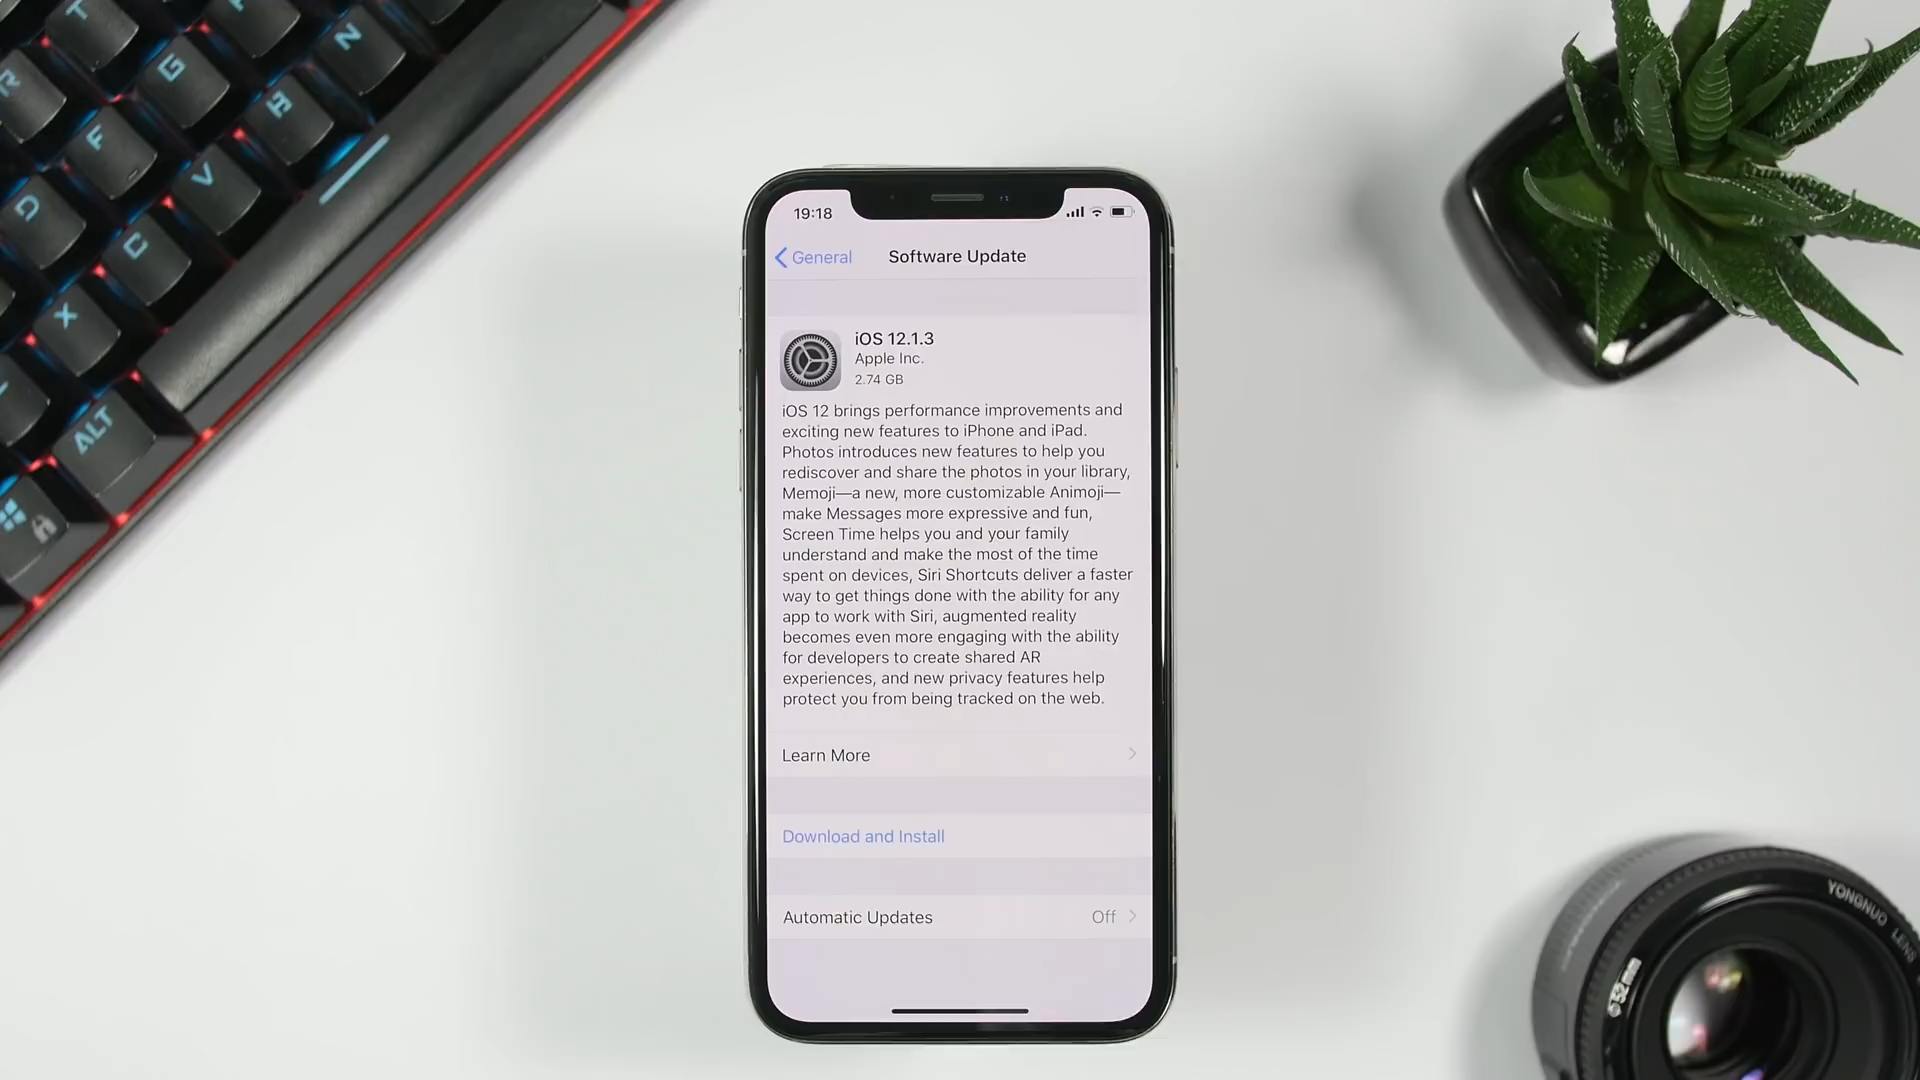 T
N
R
G
H
F
V
D
C
X
ALT
19:18
General
Software Update
iOS 12.1.3
Apple Inc.
2.74 GB
iOS 12 brings performance improvements and
exciting new features to iPhone and iPad.
Photos introduces new features to help you
rediscover and share the photos in your library,
Memoji—a new, more customizable Animoji—
make Messages more expressive and fun,
Screen Time helps you and your family
understand and make the most of the time
spent on devices, Siri Shortcuts deliver a faster
way to get things done with the ability for any
app to work with Siri, augmented reality
becomes even more engaging with the ability
for developers to create shared AR
experiences, and new privacy features help
protect you from being tracked on the web.
Learn More
Download and Install
Automatic Updates
Off
YONGNUO LENS
52mm